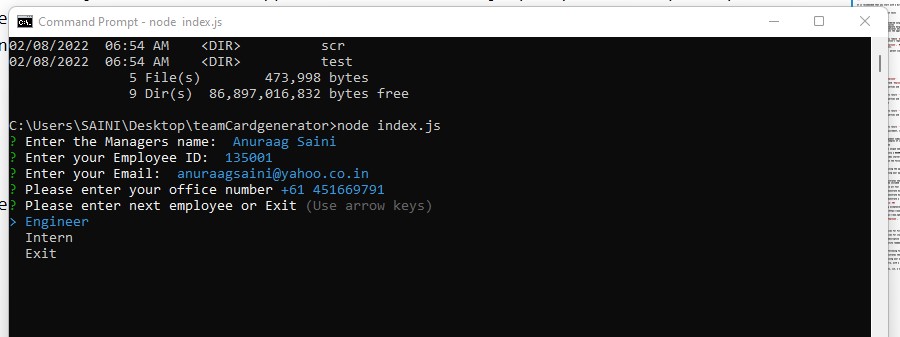 Command Prompt - node index.js
02/08/2022  06:54 AM    <DIR>          scr
02/08/2022  06:54 AM    <DIR>          test
               5 File(s)        473,998 bytes
               9 Dir(s)  86,897,016,832 bytes free
C:\Users\SAINI\Desktop\teamCardgenerator>node index.js
? Enter the Managers name:  Anuraag Saini
? Enter your Employee ID:  135001
? Enter your Email:  anuraagsaini@yahoo.co.in
? Please enter your office number +61 451669791
? Please enter next employee or Exit (Use arrow keys)
> Engineer
  Intern
  Exit